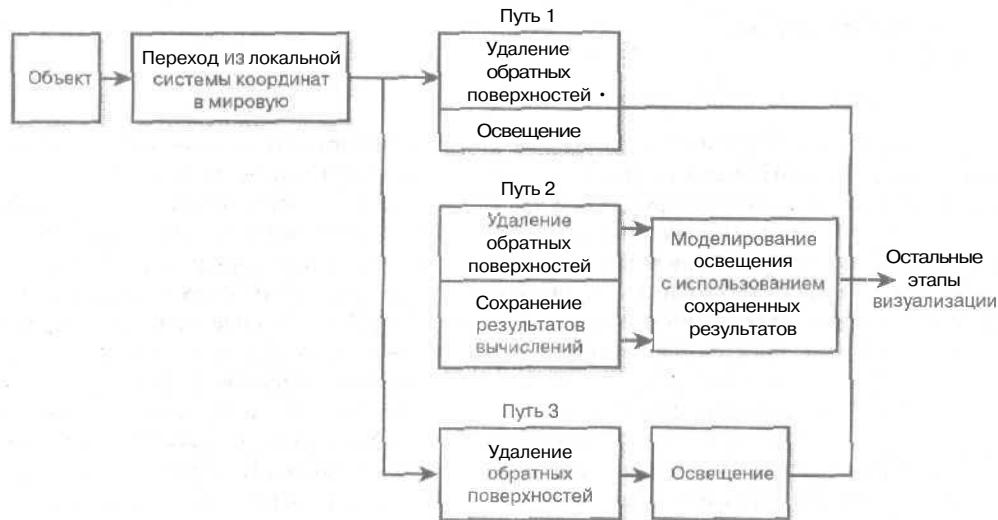 Путь 1
Объект
Переход из локальной
системы координат
в мировую
Удаление
обратных
поверхностей
Освещение
Путь 2
Удаление
обратных
поверхностей
Сохранение
результатов
вычислений
Моделирование
освещения
с использованием
сохраненных
результатов
Остальные
этапы
визуализации
Путь 3
Удаление
обратных
поверхностей
Освещение